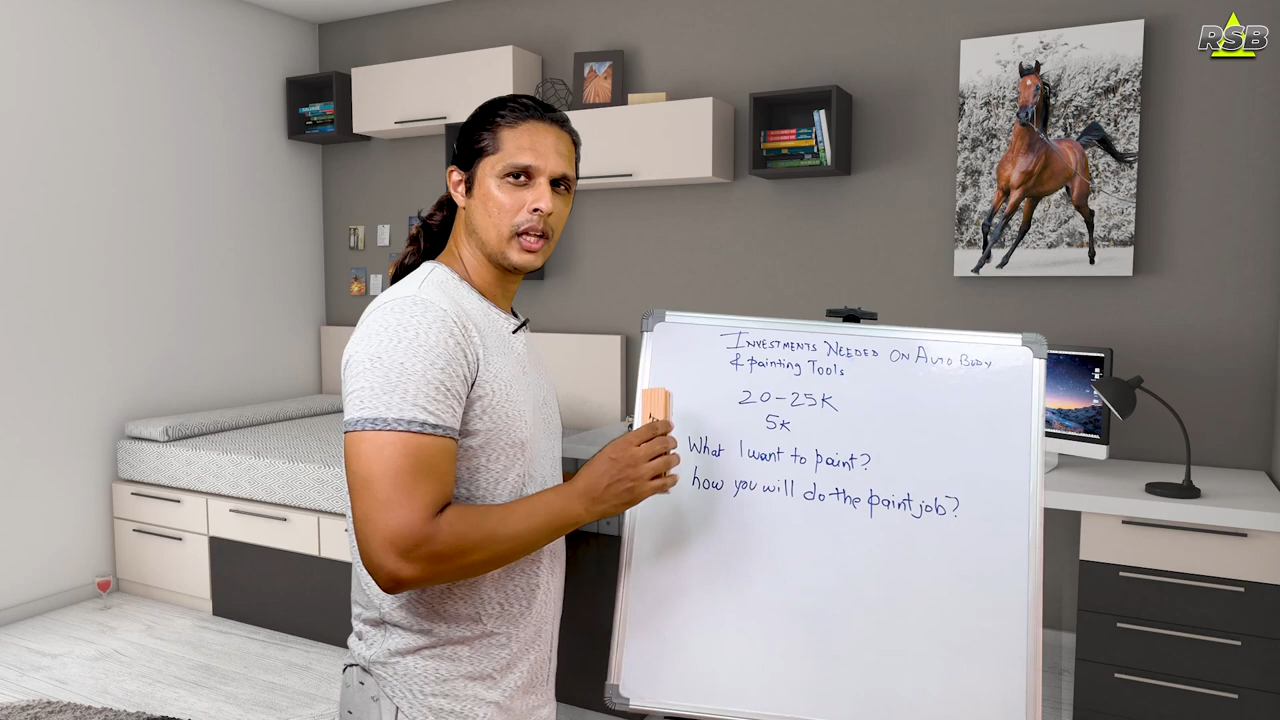 RSB
INVESTMENTS NEEDED ON AUTO BODY
& painting Tools
20-25K
5K
What I want to paint?
how you will do the paint job?